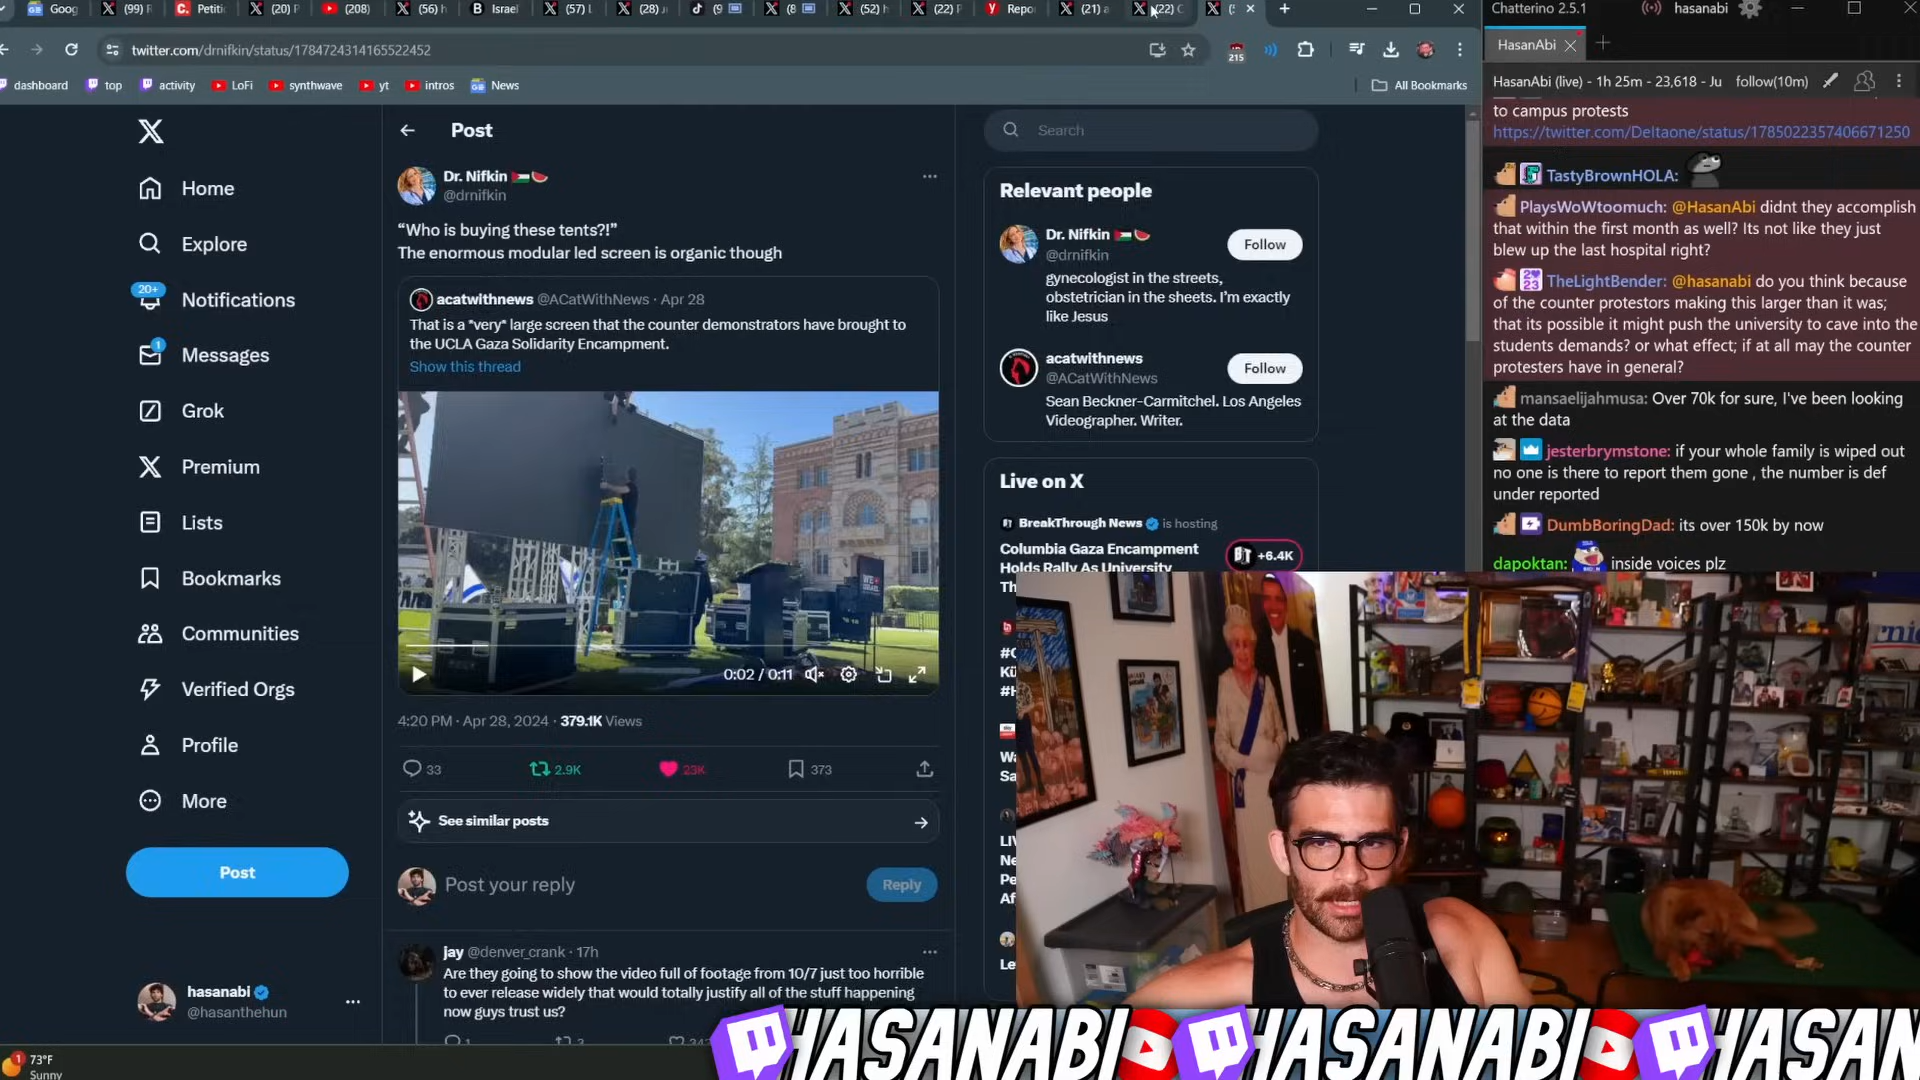 Goog
(99) I
Petiti
(20) P
(208)
(56) h
Israel
(57) L
(28) ر
(52) h
(22) P
Repo
(21) a
(22) C
twitter.com/drnifkin/status/1784724314165522452
215
dashboard
top
activity
LoFi
synthwave
yt
intros
News
All Bookmarks
Home
Explore
20+
Notifications
1
Messages
Grok
Premium
Lists
Bookmarks
Communities
Verified Orgs
Profile
More
Post
hasanabi
@hasanthehun
1
73°F
Sunny
Post
Dr. Nifkin
@drnifkin
“Who is buying these tents?!”
The enormous modular led screen is organic though
acatwithnews @ACatWithNews · Apr 28
That is a *very* large screen that the counter demonstrators have brought to
the UCLA Gaza Solidarity Encampment.
Show this thread
0:02 / 0:11
4:20 PM · Apr 28, 2024 · 379.1K Views
33
2.9K
23K
373
See similar posts
Post your reply
Reply
jay @denver_crank · 17h
Are they going to show the video full of footage from 10/7 just too horrible
to ever release widely that would totally justify all of the stuff happening
now guys trust us?
Search
Relevant people
Dr. Nifkin
@drnifkin
Follow
gynecologist in the streets,
obstetrician in the sheets. I’m exactly
like Jesus
acatwithnews
@ACatWithNews
Follow
Sean Beckner-Carmitchel. Los Angeles
Videographer. Writer.
Live on X
BreakThrough News is hosting
Columbia Gaza Encampment
Holds Rally As University
+6.4K
Chatterino 2.5.1
hasanabi
HasanAbi
HasanAbi (live) - 1h 25m - 23,618 - Ju
follow(10m)
to campus protests
https://twitter.com/Deltaone/status/1785022357406671250
TastyBrownHOLA:
PlaysWoWtoomuch: @HasanAbi didnt they accomplish
that within the first month as well? Its not like they just
blew up the last hospital right?
TheLightBender: @hasanabi do you think because
of the counter protestors making this larger than it was;
that its possible it might push the university to cave into the
students demands? or what effect; if at all may the counter
protesters have in general?
mansaelijahmusa: Over 70k for sure, I've been looking
at the data
jesterbrymstone: if your whole family is wiped out
no one is there to report them gone , the number is def
under reported
DumbBoringDad: its over 150k by now
dapoktan: inside voices plz
HASANABI HASANABI HASAN